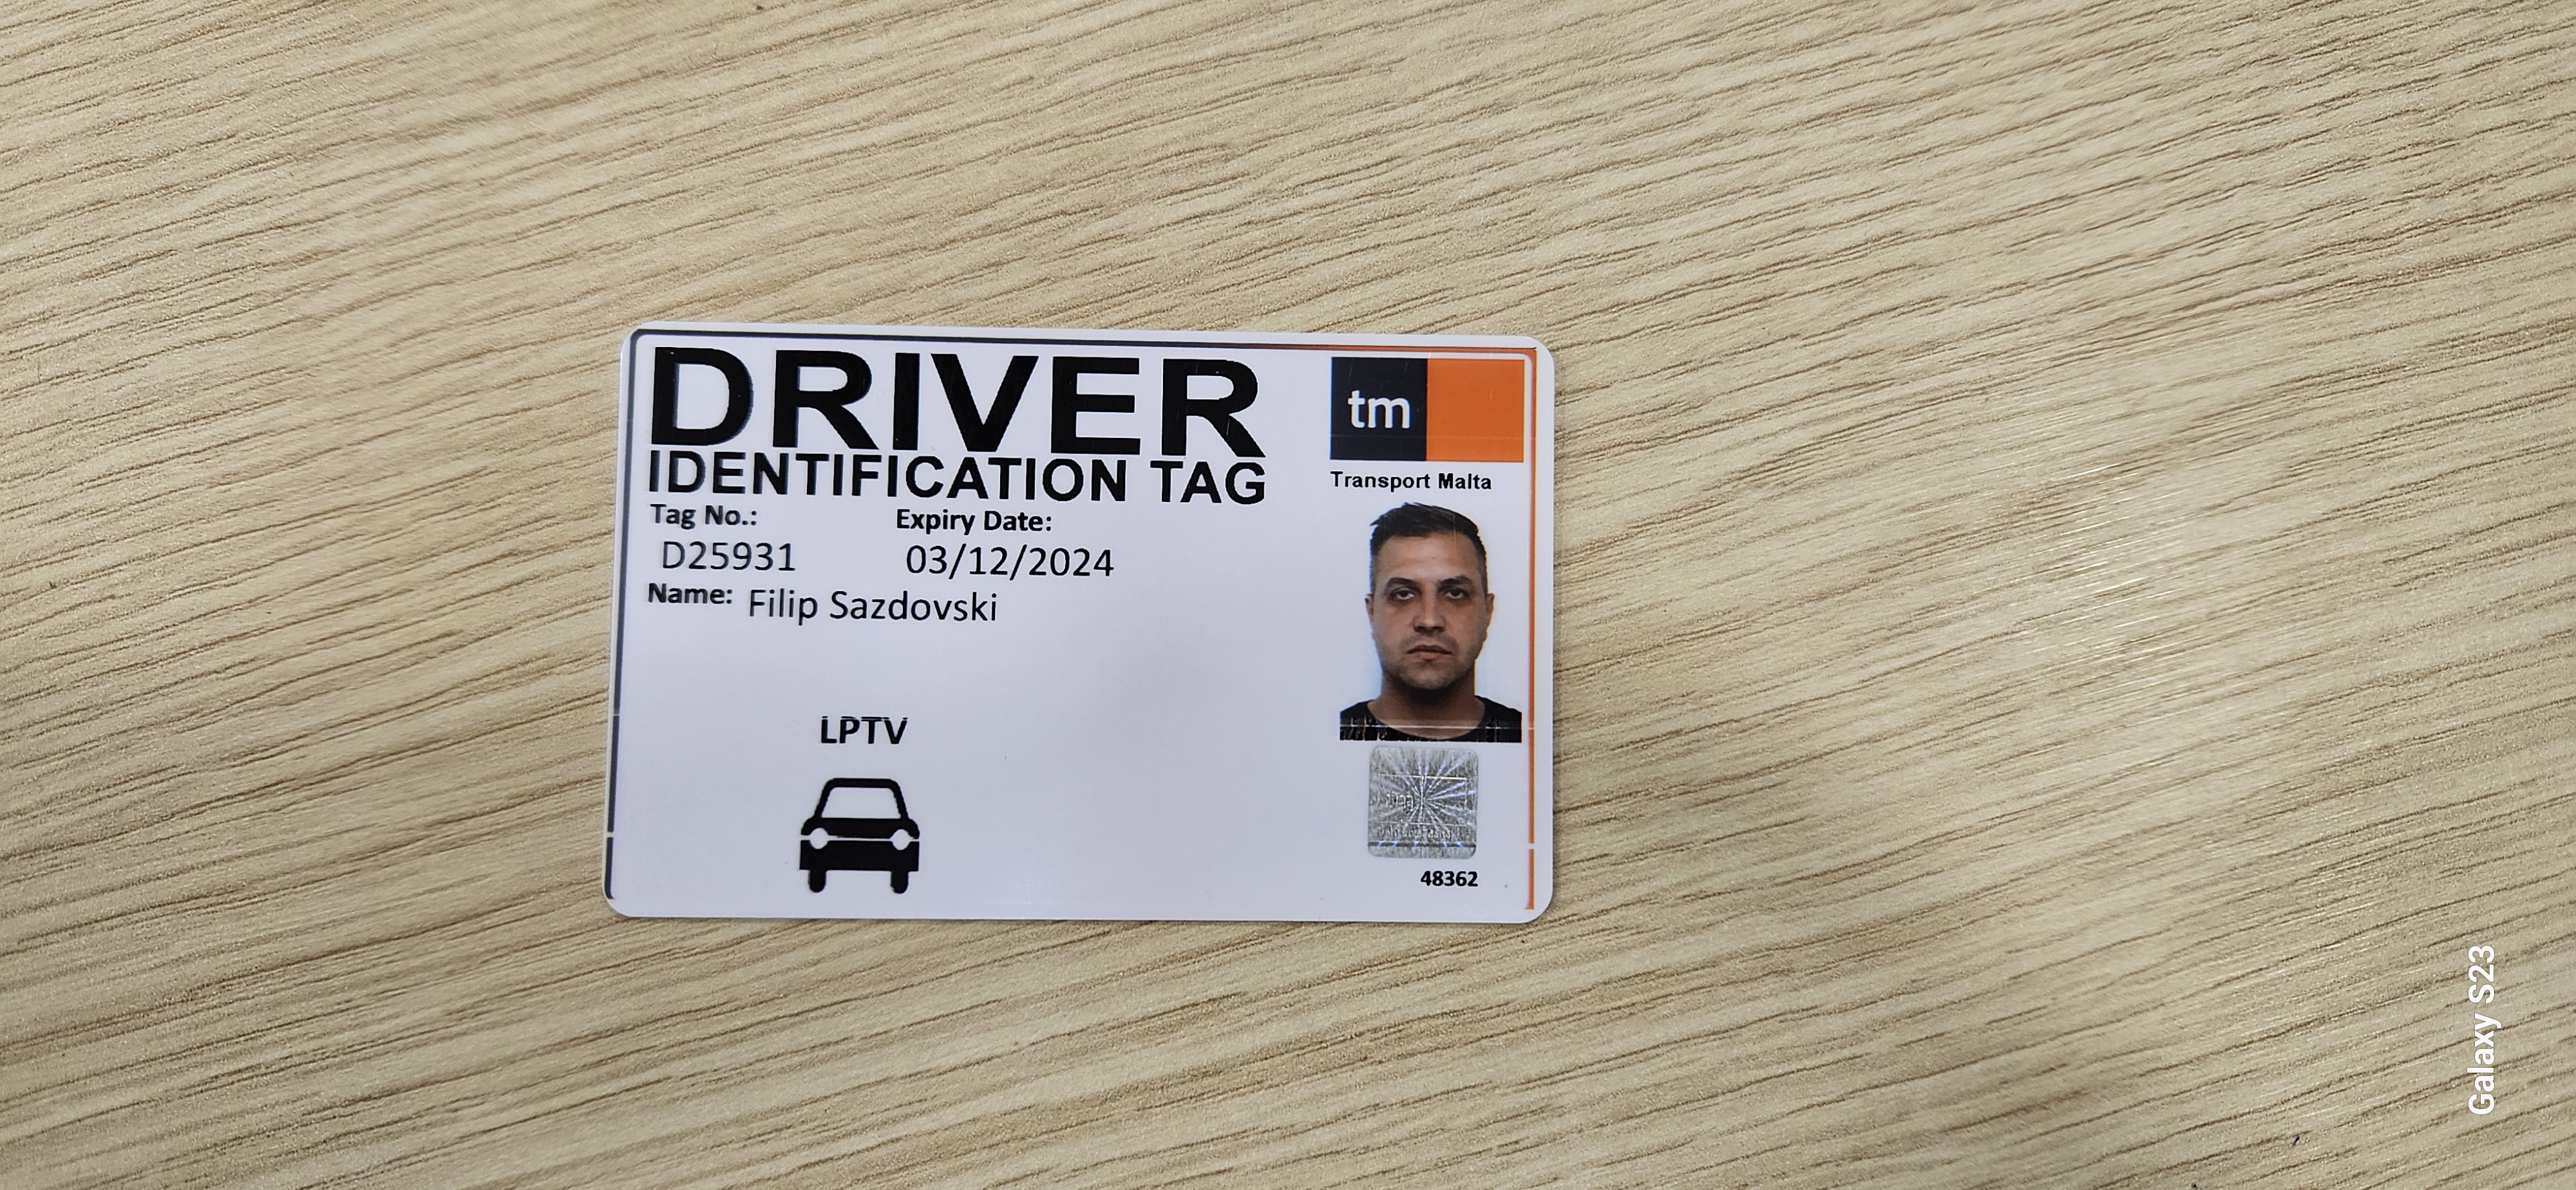 DRIVER
IDENTIFICATION TAG
tm
Transport Malta
Tag No.: Expiry Date:
D25931 03/12/2024
Name: Filip Sazdovski
LPTV
48362
Galaxy S23